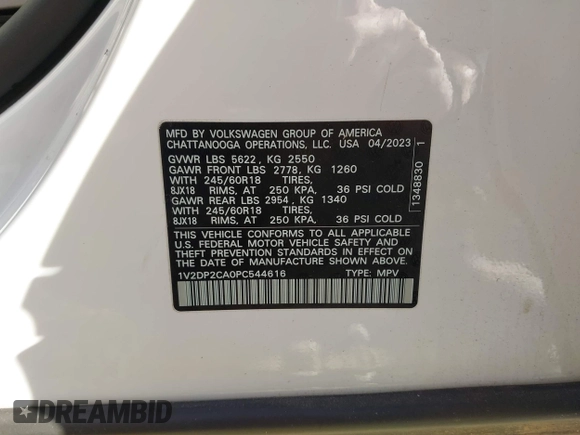 MFD BY VOLKSWAGEN GROUP OF AMERICA
CHATTANOOGA OPERATIONS, LLC. USA 04/2023
GVWR LBS 5622, KG 2550
GAWR FRONT LBS 2778, KG 1260
WITH 245/60R18 TIRES,
8JX18 RIMS, AT 250 KPA, 36 PSI COLD
GAWR REAR LBS 2954, KG 1340
WITH 245/60R18 TIRES,
8JX18 RIMS, AT 250 KPA, 36 PSI COLD
THIS VEHICLE CONFORMS TO ALL APPLICABLE
U.S. FEDERAL MOTOR VEHICLE SAFETY AND
THEFT PREVENTION STANDARDS IN EFFECT ON
THE DATE OF MANUFACTURE SHOWN ABOVE.
1V2DP2CA0PC544616 TYPE: MPV
1348830 1
DREAMBID